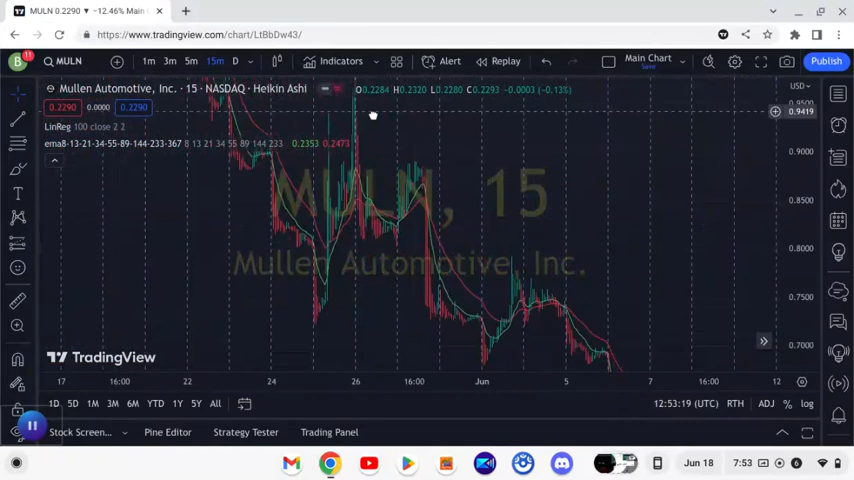 MULN 0.2290 ▼ −12.46% Main I
https://www.tradingview.com/chart/LtBbDw43/
B
11
MULN
1m 3m 5m 15m D
Indicators
Alert
Replay
Main Chart
Save
Publish
Mullen Automotive, Inc. · 15 · NASDAQ · Heikin Ashi
O0.2284 H0.2320 L0.2280 C0.2293 −0.0003 (−0.13%)
USD
0.2290 0.0000 0.2290
LinReg 100 close 2 2
ema8-13-21-34-55-89-144-233-367 8 13 21 34 55 89 144 233 0.2353 0.2473
0.9500
0.9419
0.9000
0.8500
0.8000
0.7500
0.7000
MULN, 15
Mullen Automotive, Inc.
TradingView
17 16:00 22 24 26 16:00 Jun 5 7 16:00 12
1D 5D 1M 3M 6M YTD 1Y 5Y All
12:53:19 (UTC) RTH ADJ % log
Stock Screen...
Pine Editor
Strategy Tester
Trading Panel
Jun 18
7:53
6